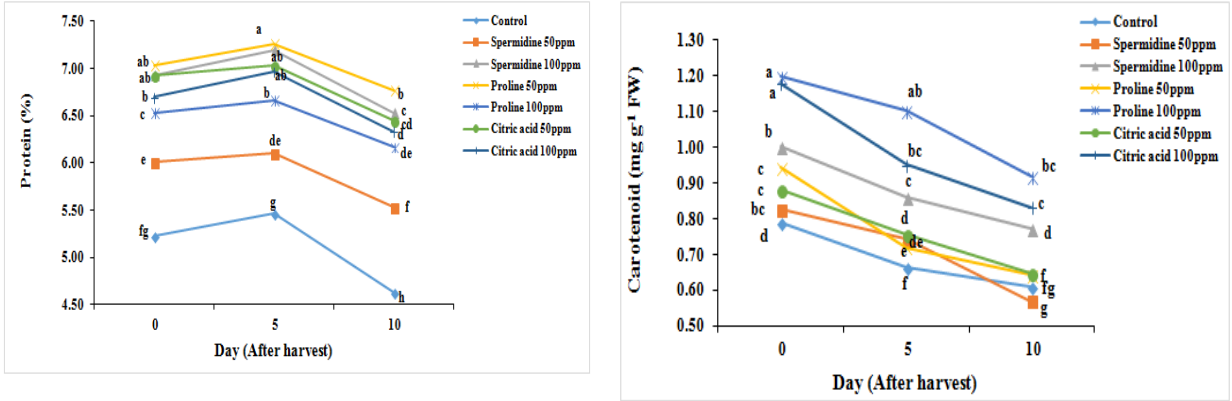 7.50
7.00
6.50
6.00
5.50
5.00
4.50
Protein (%)
0
5
10
Day (After harvest)
ab
ab
b
c
e
fg
a
ab
ab
b
de
g
b
c
cd
d
de
f
h
Control
Spermidine 50ppm
Spermidine 100ppm
Proline 50ppm
Proline 100ppm
Citric acid 50ppm
Citric acid 100ppm
1.30
1.20
1.10
1.00
0.90
0.80
0.70
0.60
0.50
Carotenoid (mg g¹ FW)
0
5
10
Day (After harvest)
a
a
b
c
c
bc
d
ab
bc
c
d
de
e
f
bc
c
d
f
fg
g
Control
Spermidine 50ppm
Spermidine 100ppm
Proline 50ppm
Proline 100ppm
Citric acid 50ppm
Citric acid 100ppm